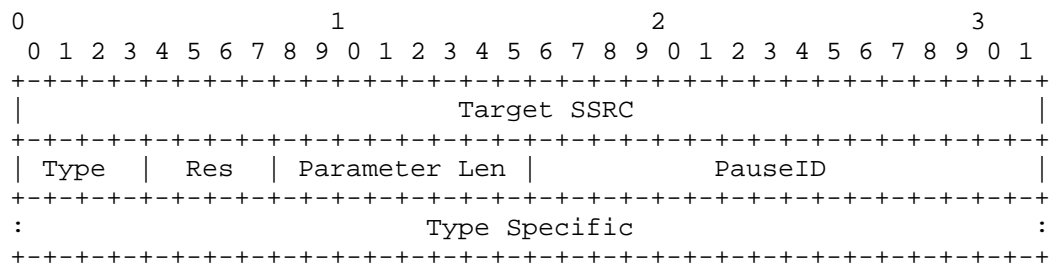 0                   1                   2                   3
 0 1 2 3 4 5 6 7 8 9 0 1 2 3 4 5 6 7 8 9 0 1 2 3 4 5 6 7 8 9 0 1
+-+-+-+-+-+-+-+-+-+-+-+-+-+-+-+-+-+-+-+-+-+-+-+-+-+-+-+-+-+-+-+-+
|                          Target SSRC                          |
+-+-+-+-+-+-+-+-+-+-+-+-+-+-+-+-+-+-+-+-+-+-+-+-+-+-+-+-+-+-+-+-+
| Type  |  Res  | Parameter Len |           PauseID             |
+-+-+-+-+-+-+-+-+-+-+-+-+-+-+-+-+-+-+-+-+-+-+-+-+-+-+-+-+-+-+-+-+
:                         Type Specific                         :
+-+-+-+-+-+-+-+-+-+-+-+-+-+-+-+-+-+-+-+-+-+-+-+-+-+-+-+-+-+-+-+-+